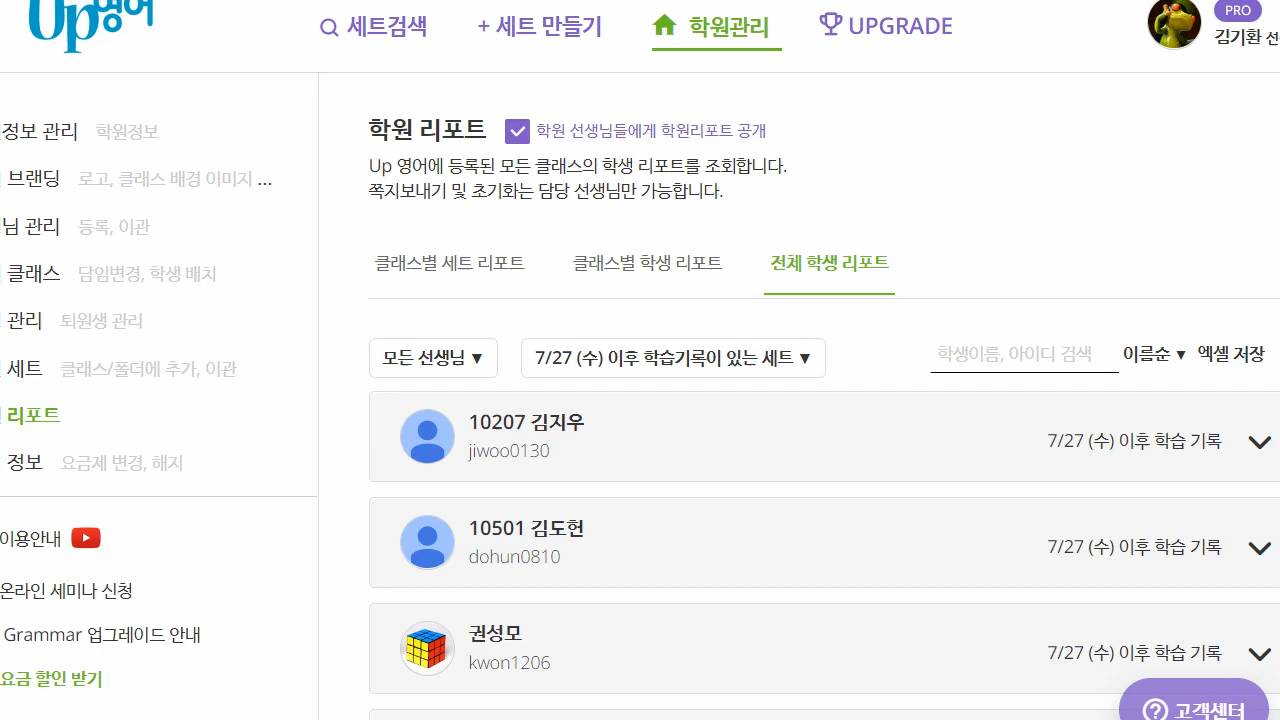 Up영어
세트검색
+ 세트 만들기
학원관리
UPGRADE
PRO
김기환 선
정보 관리 학원정보
브랜딩 로고, 클래스 배경 이미지 ...
님 관리 등록, 이관
클래스 담임변경, 학생 배치
관리 퇴원생 관리
세트 클래스/폴더에 추가, 이관
리포트
정보 요금제 변경, 해지
이용안내
온라인 세미나 신청
Grammar 업그레이드 안내
요금 할인 받기
학원 리포트 학원 선생님들에게 학원리포트 공개
Up 영어에 등록된 모든 클래스의 학생 리포트를 조회합니다.
쪽지보내기 및 초기화는 담당 선생님만 가능합니다.
클래스별 세트 리포트 클래스별 학생 리포트 전체 학생 리포트
모든 선생님 ▼ 7/27 (수) 이후 학습기록이 있는 세트 ▼ 학생이름, 아이디 검색 이름순 ▼ 엑셀 저장
10207 김지우
jiwoo0130
7/27 (수) 이후 학습 기록
10501 김도헌
dohun0810
7/27 (수) 이후 학습 기록
권성모
kwon1206
7/27 (수) 이후 학습 기록
고객센터